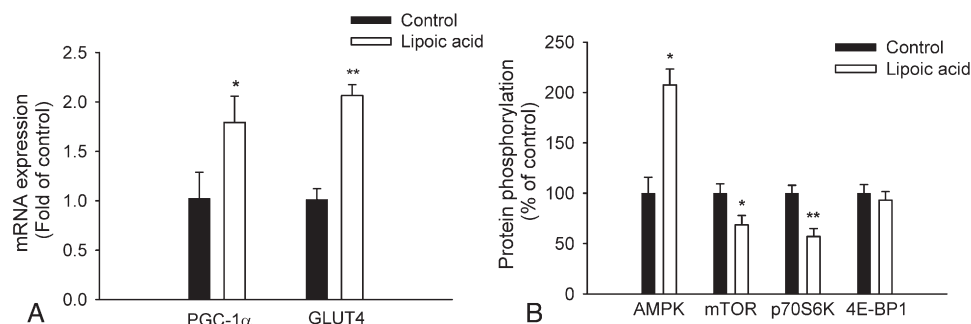 Control
Lipoic acid
mRNA expression
(Fold of control)
2.5
2.0
1.5
1.0
0.5
0.0
*
**
PGC-1α
GLUT4
A
Control
Lipoic acid
Protein phosphorylation
(% of control)
250
200
150
100
50
0
*
*
**
AMPK
mTOR
p70S6K
4E-BP1
B